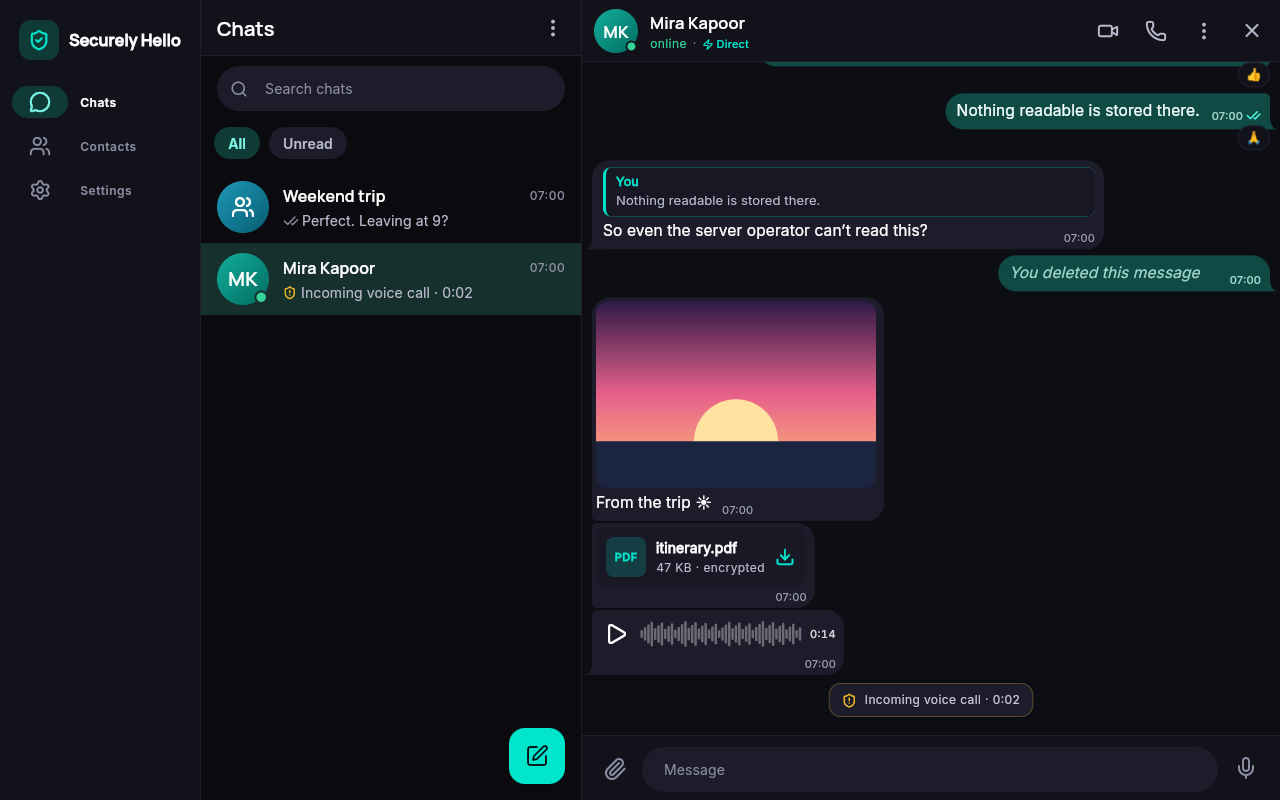 Securely Hello
Chats
Contacts
Settings
Chats
Search chats
All
Unread
Weekend trip
07:00
Perfect. Leaving at 9?
MK
Mira Kapoor
07:00
Incoming voice call · 0:02
MK
Mira Kapoor
online · Direct
Nothing readable is stored there.
07:00
You
Nothing readable is stored there.
So even the server operator can’t read this?
07:00
You deleted this message
07:00
From the trip ☀
07:00
PDF
itinerary.pdf
47 KB · encrypted
07:00
0:14
07:00
Incoming voice call · 0:02
Message